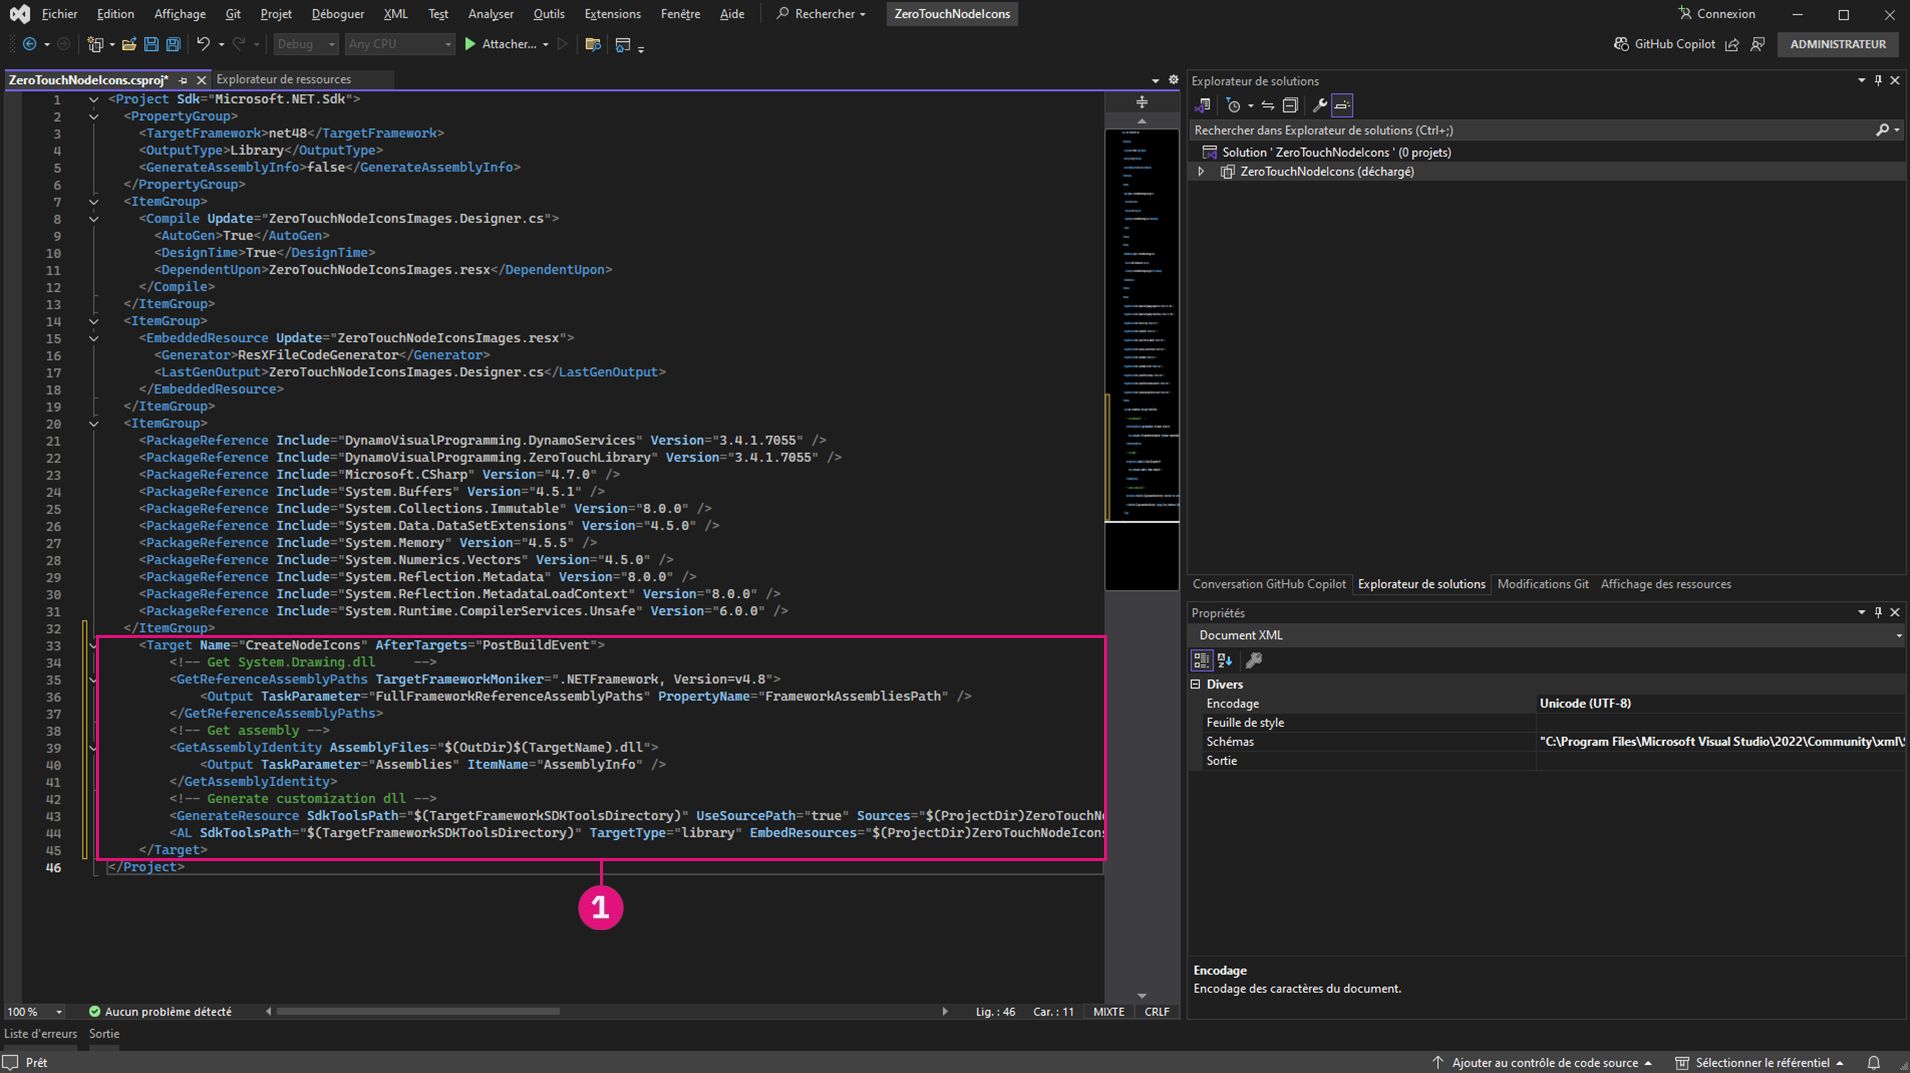 Fichier Edition Affichage Git Projet Déboguer XML Test Analyser Outils Extensions Fenêtre Aide Rechercher ZeroTouchNodeIcons Connexion
Debug Any CPU Attacher... GitHub Copilot ADMINISTRATEUR
ZeroTouchNodeIcons.csproj* Explorateur de ressources
1 <Project Sdk="Microsoft.NET.Sdk">
2 <PropertyGroup>
3 <TargetFramework>net48</TargetFramework>
4 <OutputType>Library</OutputType>
5 <GenerateAssemblyInfo>false</GenerateAssemblyInfo>
6 </PropertyGroup>
7 <ItemGroup>
8 <Compile Update="ZeroTouchNodeIconsImages.Designer.cs">
9 <AutoGen>True</AutoGen>
10 <DesignTime>True</DesignTime>
11 <DependentUpon>ZeroTouchNodeIconsImages.resx</DependentUpon>
12 </Compile>
13 </ItemGroup>
14 <ItemGroup>
15 <EmbeddedResource Update="ZeroTouchNodeIconsImages.resx">
16 <Generator>ResXFileCodeGenerator</Generator>
17 <LastGenOutput>ZeroTouchNodeIconsImages.Designer.cs</LastGenOutput>
18 </EmbeddedResource>
19 </ItemGroup>
20 <ItemGroup>
21 <PackageReference Include="DynamoVisualProgramming.DynamoServices" Version="3.4.1.7055" />
22 <PackageReference Include="DynamoVisualProgramming.ZeroTouchLibrary" Version="3.4.1.7055" />
23 <PackageReference Include="Microsoft.CSharp" Version="4.7.0" />
24 <PackageReference Include="System.Buffers" Version="4.5.1" />
25 <PackageReference Include="System.Collections.Immutable" Version="8.0.0" />
26 <PackageReference Include="System.Data.DataSetExtensions" Version="4.5.0" />
27 <PackageReference Include="System.Memory" Version="4.5.5" />
28 <PackageReference Include="System.Numerics.Vectors" Version="4.5.0" />
29 <PackageReference Include="System.Reflection.Metadata" Version="8.0.0" />
30 <PackageReference Include="System.Reflection.MetadataLoadContext" Version="8.0.0" />
31 <PackageReference Include="System.Runtime.CompilerServices.Unsafe" Version="6.0.0" />
32 </ItemGroup>
33 <Target Name="CreateNodeIcons" AfterTargets="PostBuildEvent">
34 <!-- Get System.Drawing.dll -->
35 <GetReferenceAssemblyPaths TargetFrameworkMoniker=".NETFramework, Version=v4.8">
36 <Output TaskParameter="FullFrameworkReferenceAssemblyPaths" PropertyName="FrameworkAssembliesPath" />
37 </GetReferenceAssemblyPaths>
38 <!-- Get assembly -->
39 <GetAssemblyIdentity AssemblyFiles="$(OutDir)$(TargetName).dll">
40 <Output TaskParameter="Assemblies" ItemName="AssemblyInfo" />
41 </GetAssemblyIdentity>
42 <!-- Generate customization dll -->
43 <GenerateResource SdkToolsPath="$(TargetFrameworkSDKToolsDirectory)" UseSourcePath="true" Sources="$(ProjectDir)ZeroTouchNo
44 <AL SdkToolsPath="$(TargetFrameworkSDKToolsDirectory)" TargetType="library" EmbedResources="$(ProjectDir)ZeroTouchNodeIcons
45 </Target>
46 </Project>
1
100 % Aucun problème détecté Lig. : 46 Car. : 11 MIXTE CRLF
Liste d'erreurs Sortie
Prêt
Explorateur de solutions
Rechercher dans Explorateur de solutions (Ctrl+;)
Solution ' ZeroTouchNodeIcons ' (0 projets)
ZeroTouchNodeIcons (déchargé)
Conversation GitHub Copilot Explorateur de solutions Modifications Git Affichage des ressources
Propriétés
Document XML
Divers
Encodage Unicode (UTF-8)
Feuille de style
Schémas "C:\Program Files\Microsoft Visual Studio\2022\Community\xml\S
Sortie
Encodage
Encodage des caractères du document.
Ajouter au contrôle de code source Sélectionner le référentiel